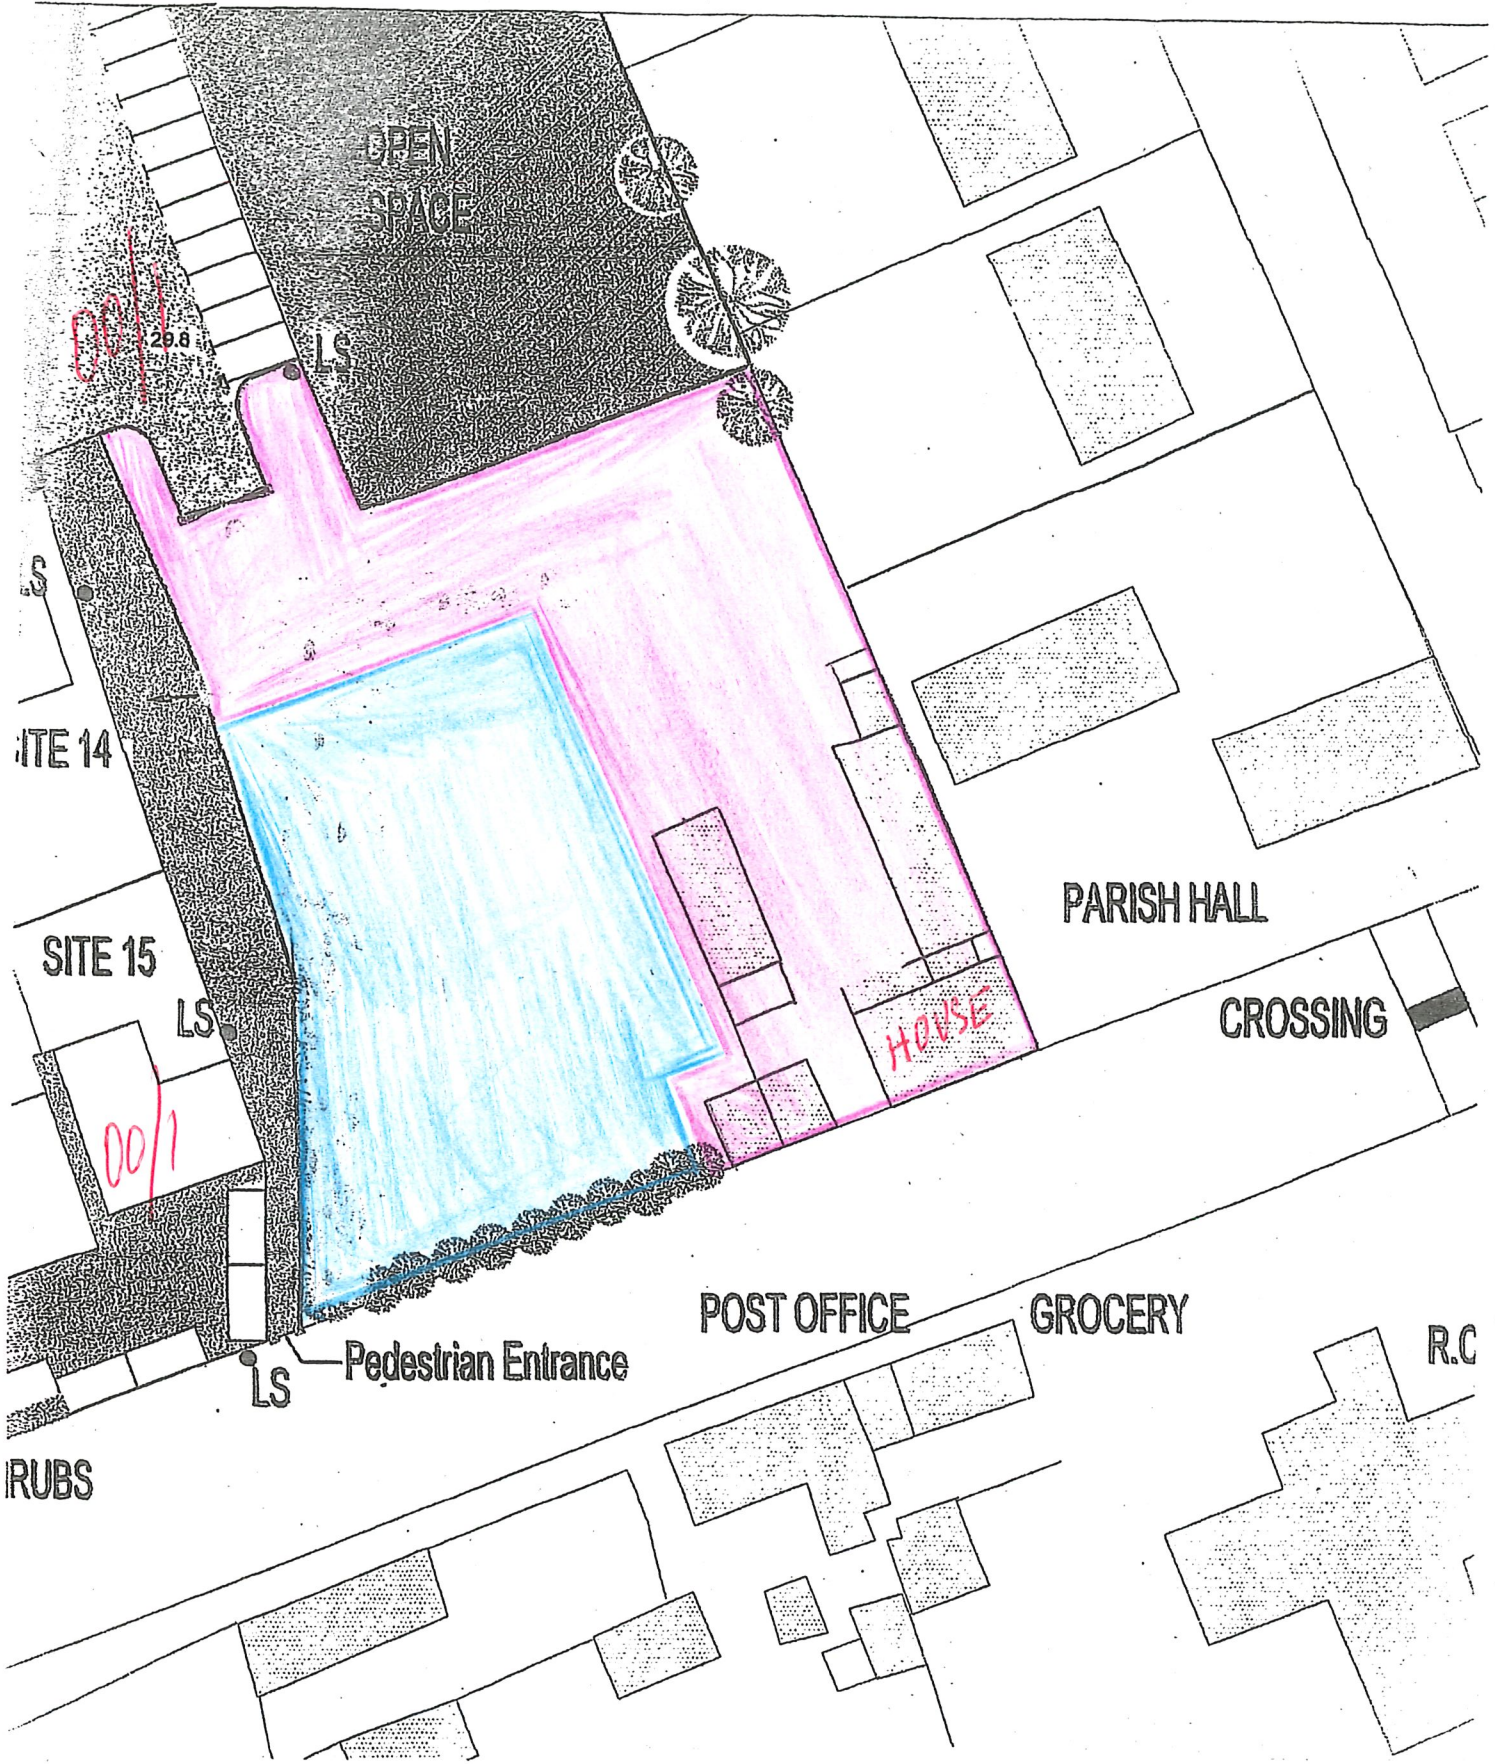 OPEN
SPACE
00/1
29.8
LS
LS
ITE 14
SITE 15
LS
PARISH HALL
CROSSING
HOUSE
00/1
POST OFFICE
GROCERY
R.C
Pedestrian Entrance
LS
RUBS